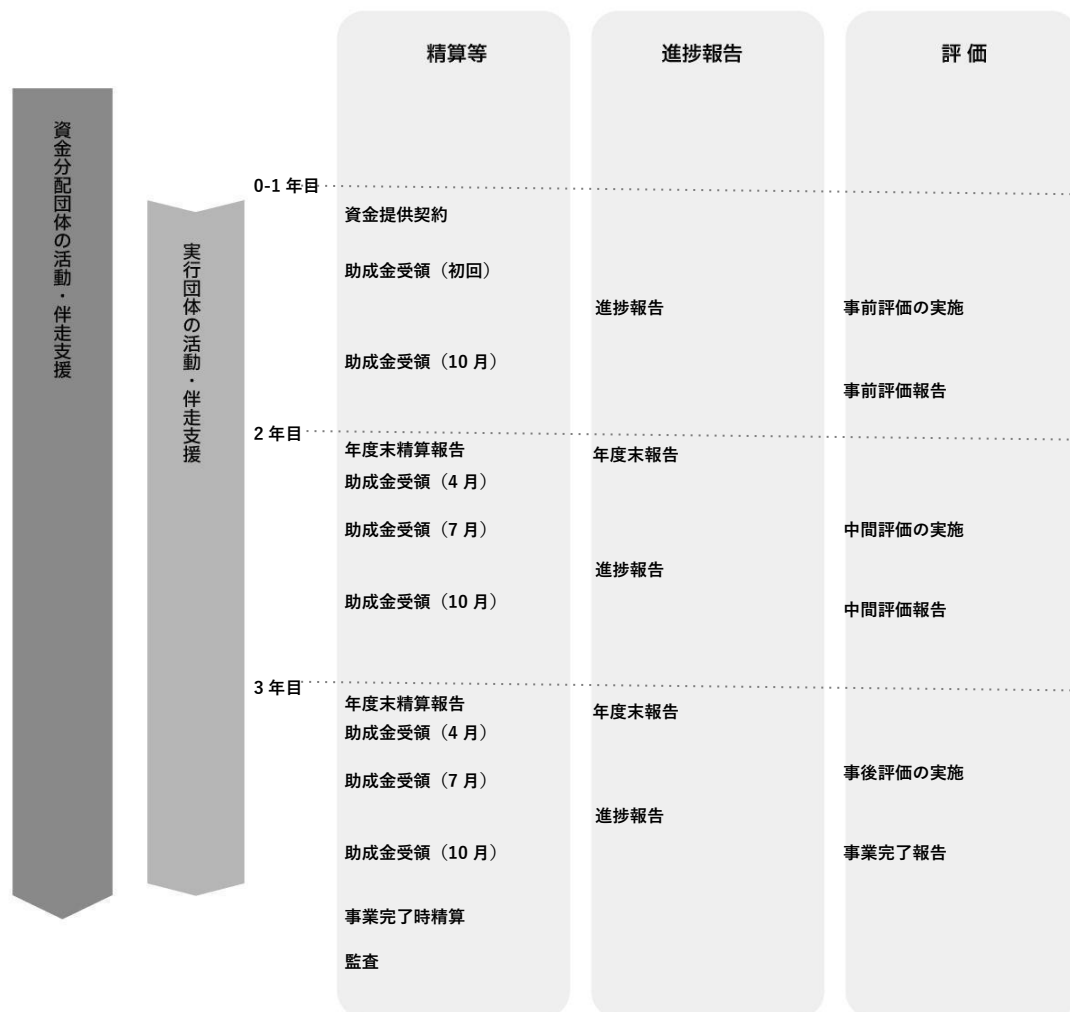 精算等
進捗報告
評 価
資金分配団体の活動・伴走支援
実行団体の活動・伴走支援
0-1 年目
資金提供契約
助成金受領（初回）
進捗報告
事前評価の実施
助成金受領（10 月）
事前評価報告
2 年目
年度末精算報告
年度末報告
助成金受領（4 月）
助成金受領（7 月）
中間評価の実施
進捗報告
助成金受領（10 月）
中間評価報告
3 年目
年度末精算報告
年度末報告
助成金受領（4 月）
助成金受領（7 月）
事後評価の実施
進捗報告
助成金受領（10 月）
事業完了報告
事業完了時精算
監査